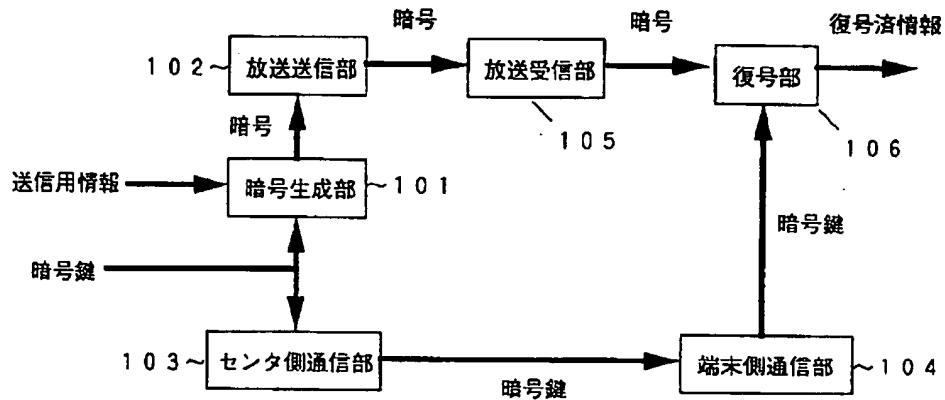 暗号
暗号
復号済情報
102
放送送信部
放送受信部
復号部
暗号
105
106
送信用情報
暗号生成部
101
暗号鍵
暗号鍵
103
センタ側通信部
端末側通信部
104
暗号鍵